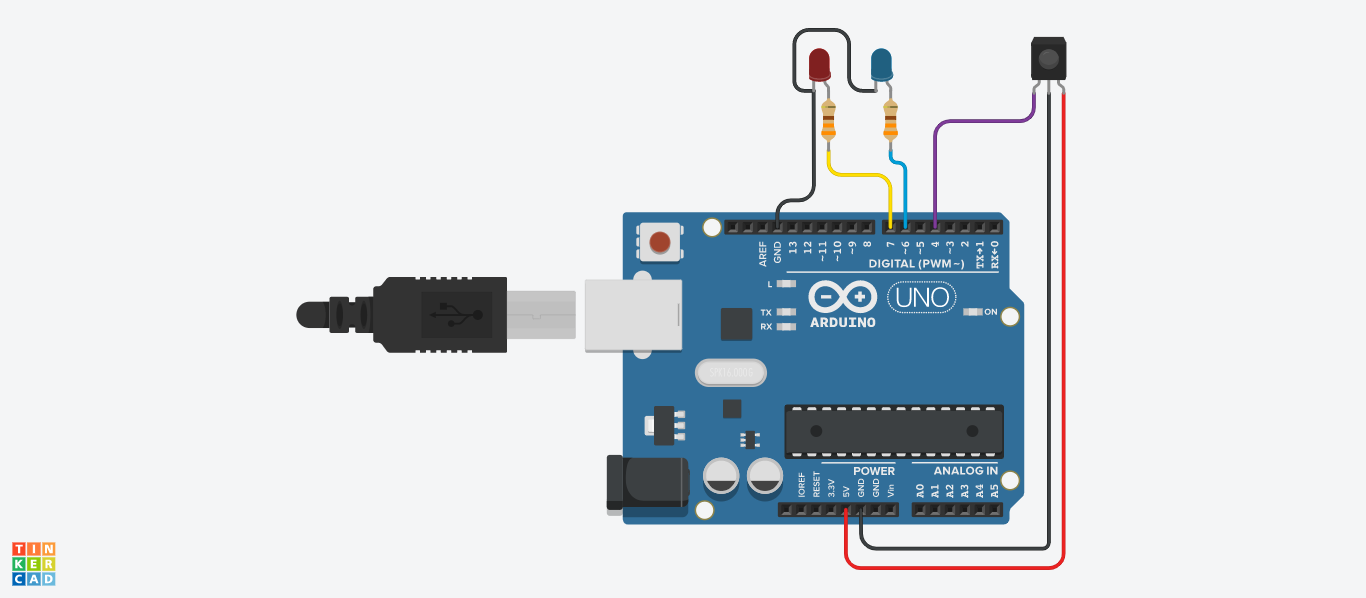 AREF
GND
13
12
~11
~10
~9
8
7
~6
~5
4
~3
2
TX→1
RX←0
DIGITAL (PWM~)
L
TX
RX
ARDUINO
UNO
ON
POWER
ANALOG IN
IOREF
RESET
3.3V
5V
GND
GND
Vin
A0
A1
A2
A3
A4
A5
TIN
KER
CAD